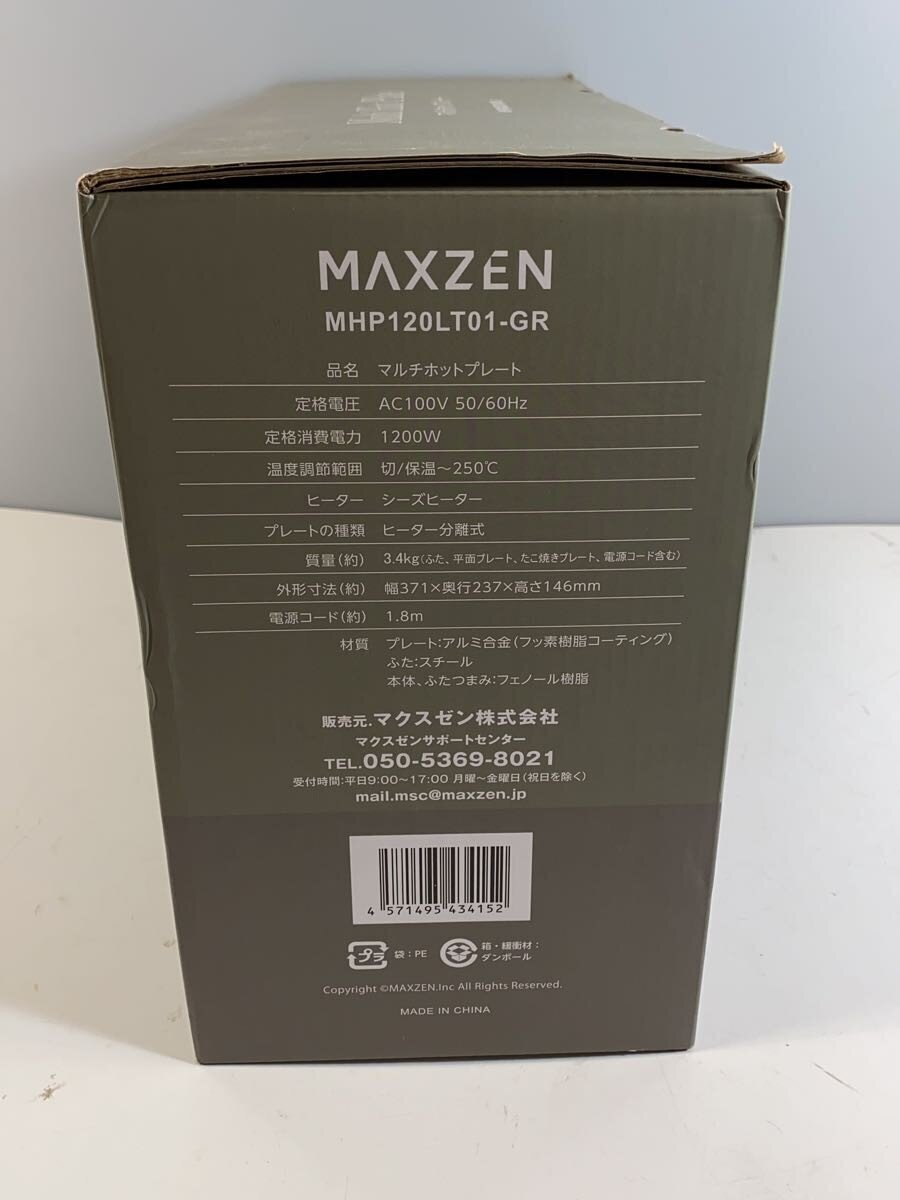 MAXZEN
MHP120LT01-GR
品名 マルチホットプレート
定格電圧 AC100V 50/60Hz
定格消費電力 1200W
温度調節範囲 切/保温～250℃
ヒーター シーズヒーター
プレートの種類 ヒーター分離式
質量(約) 3.4kg(ふた、平面プレート、たこ焼きプレート、電源コード含む)
外形寸法(約) 幅371×奥行237×高さ146mm
電源コード(約) 1.8m
材質 プレート:アルミ合金(フッ素樹脂コーティング)
ふた:スチール
本体、ふたつまみ:フェノール樹脂
販売元.マクスゼン株式会社
マクスゼンサポートセンター
TEL.050-5369-8021
受付時間:平日9:00～17:00 月曜～金曜日(祝日を除く)
mail.msc@maxzen.jp
4 571495 434152
プラ 袋:PE 箱・緩衝材:
ダンボール
Copyright ©MAXZEN.Inc All Rights Reserved.
MADE IN CHINA